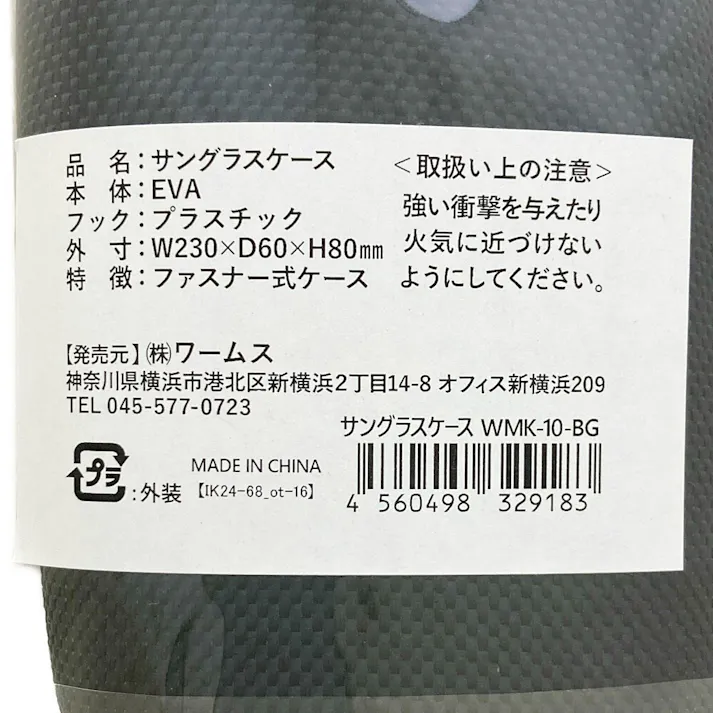 品　名：サングラスケース
本　体：EVA
フック：プラスチック
外　寸：W230×D60×H80㎜
特　徴：ファスナー式ケース
＜取扱い上の注意＞
強い衝撃を与えたり
火気に近づけない
ようにしてください。
【発売元】㈱ワームス
神奈川県横浜市港北区新横浜2丁目14-8 オフィス新横浜209
TEL 045-577-0723
サングラスケース WMK-10-BG
プラ
：外装
MADE IN CHINA
【IK24-68_ot-16】
4 560498 329183